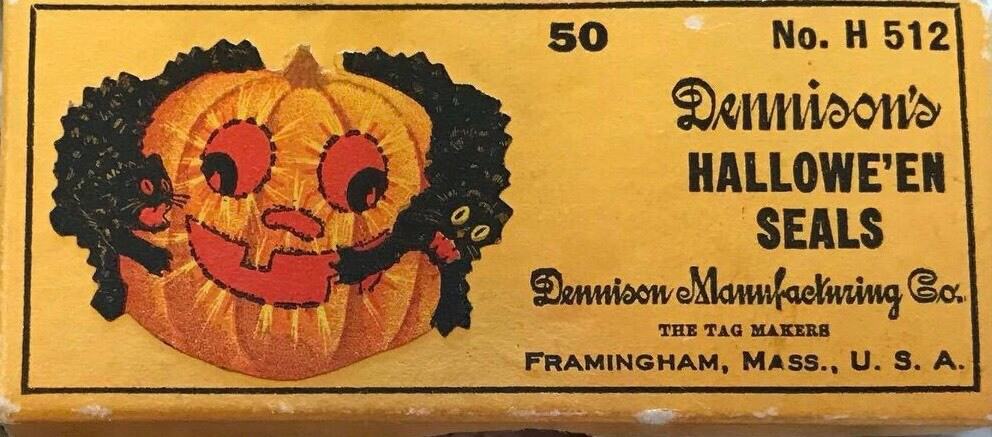 50
No. H 512
Dennison's
HALLOWE'EN
SEALS
Dennison Manufacturing Co.
THE TAG MAKERS
FRAMINGHAM, MASS., U. S. A.